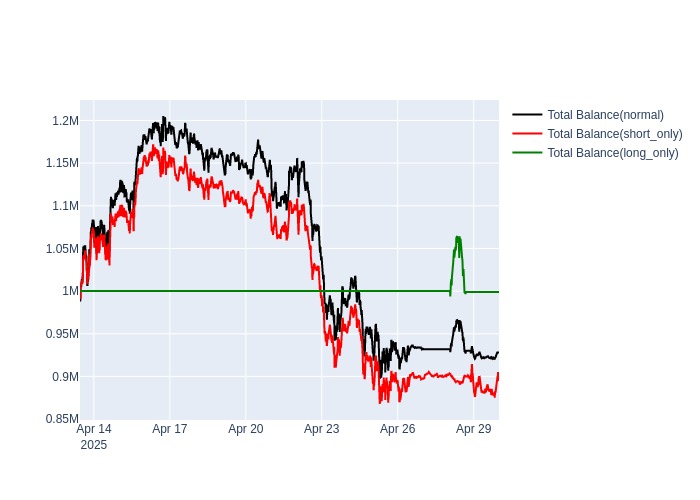 1.2M
1.15M
1.1M
1.05M
1M
0.95M
0.9M
0.85M
Apr 14
2025
Apr 17
Apr 20
Apr 23
Apr 26
Apr 29
Total Balance(normal)
Total Balance(short_only)
Total Balance(long_only)